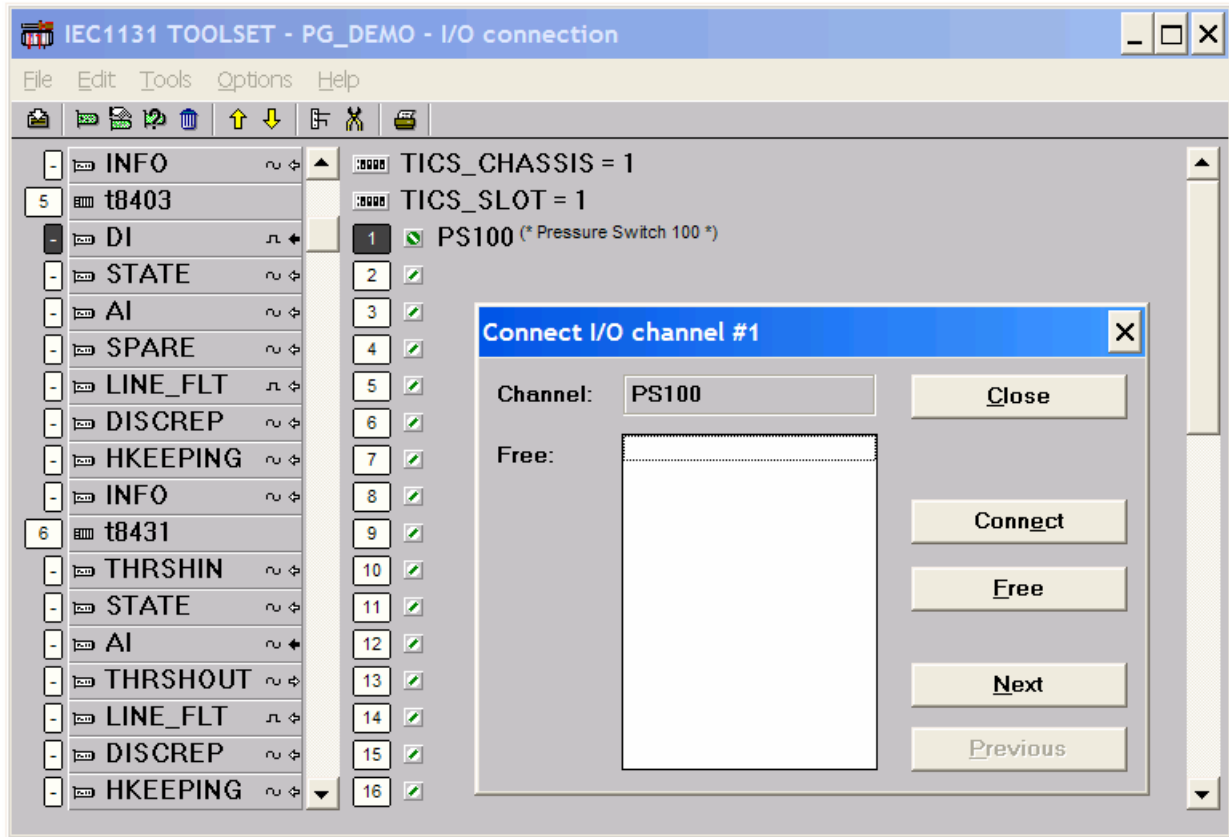 IEC1131 TOOLSET - PG_DEMO - I/O connection
File Edit Tools Options Help
- INFO
5 t8403
- DI
- STATE
- AI
- SPARE
- LINE_FLT
- DISCREP
- HKEEPING
- INFO
6 t8431
- THRSHIN
- STATE
- AI
- THRSHOUT
- LINE_FLT
- DISCREP
- HKEEPING
TICS_CHASSIS = 1
TICS_SLOT = 1
1 PS100 (* Pressure Switch 100 *)
2
3
4
5
6
7
8
9
10
11
12
13
14
15
16
Connect I/O channel #1
Channel: PS100
Free:
Close
Connect
Free
Next
Previous